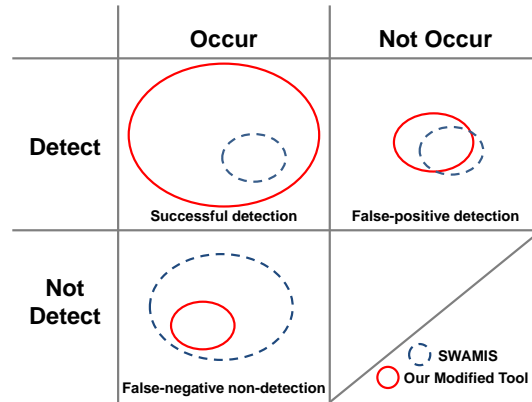 Occur
Not Occur
Detect
Successful detection
False-positive detection
Not
Detect
False-negative non-detection
SWAMIS
Our Modified Tool